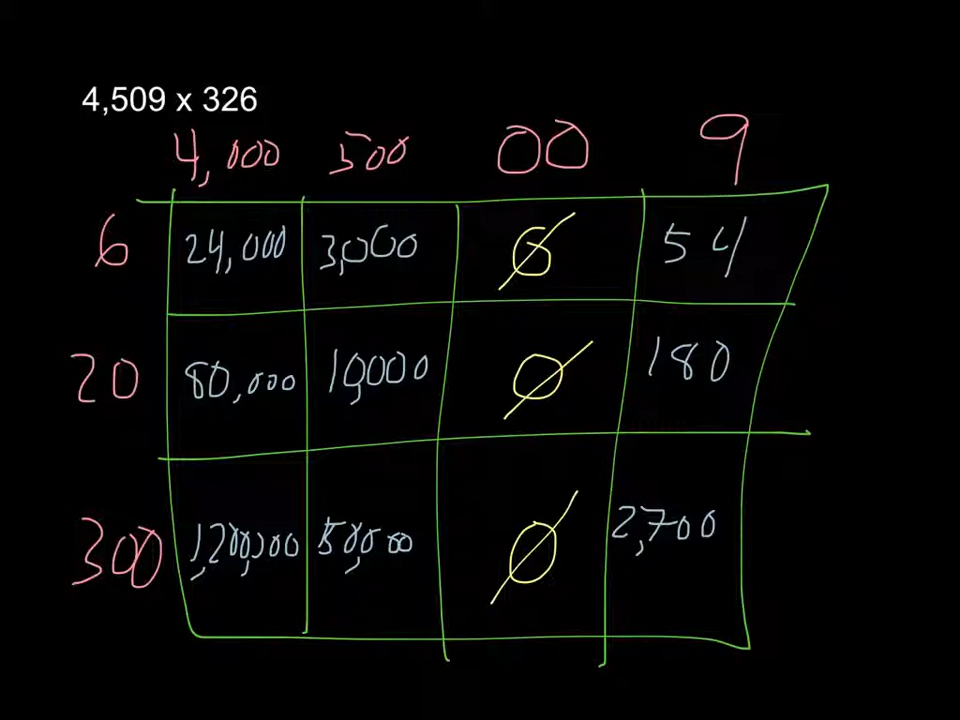 4,509 x 326
4,000 500 00 9
6 24,000 3,000 0 54
20 80,000 10,000 0 180
300 1,200,000 50,000 0 2,700